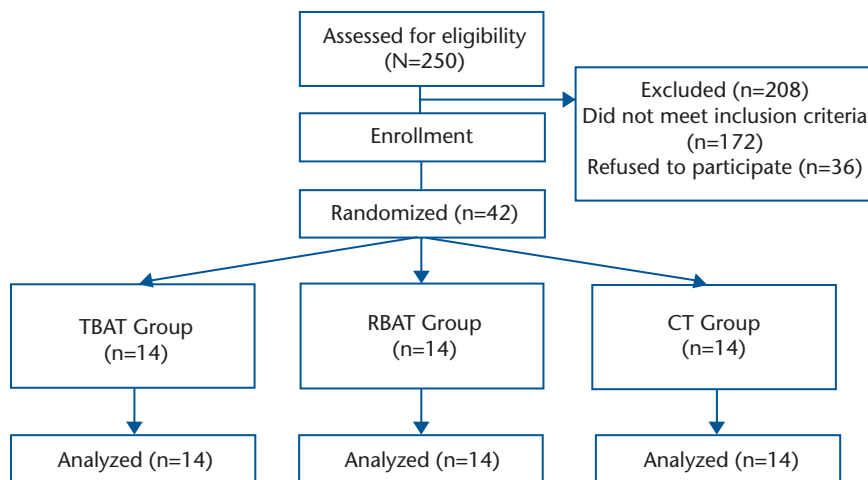 Assessed for eligibility
(N=250)
Excluded (n=208)
Did not meet inclusion criteria
(n=172)
Refused to participate (n=36)
Enrollment
Randomized (n=42)
TBAT Group
(n=14)
RBAT Group
(n=14)
CT Group
(n=14)
Analyzed (n=14)
Analyzed (n=14)
Analyzed (n=14)